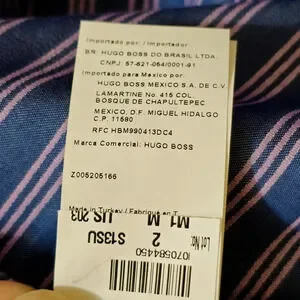 Importado por: / Importador
BR: HUGO BOSS DO BRASIL LTDA.
CNPJ: 57-621-064/0001-91
Importado para Mexico por:
HUGO BOSS MEXICO S.A. DE C.V.
LAMARTINE No. 415 COL.
BOSQUE DE CHAPULTEPEC
MEXICO, D.F. MIGUEL HIDALGO
C.P. 11580
RFC HBM990413DC4
Marca Comercial: HUGO BOSS
Z005205166
Made in Turkey / Fabriqué en T
Lot No:
I070584450
S13SU
2
M1 M US 203